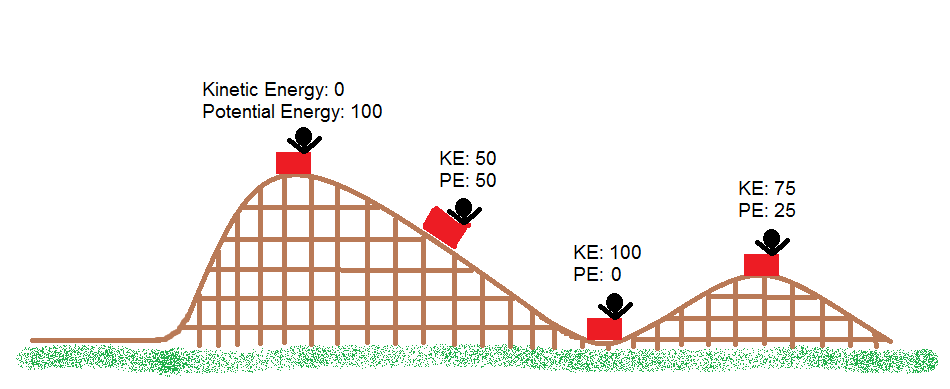 Kinetic Energy: 0
Potential Energy: 100
KE: 50
PE: 50
KE: 100
PE: 0
KE: 75
PE: 25